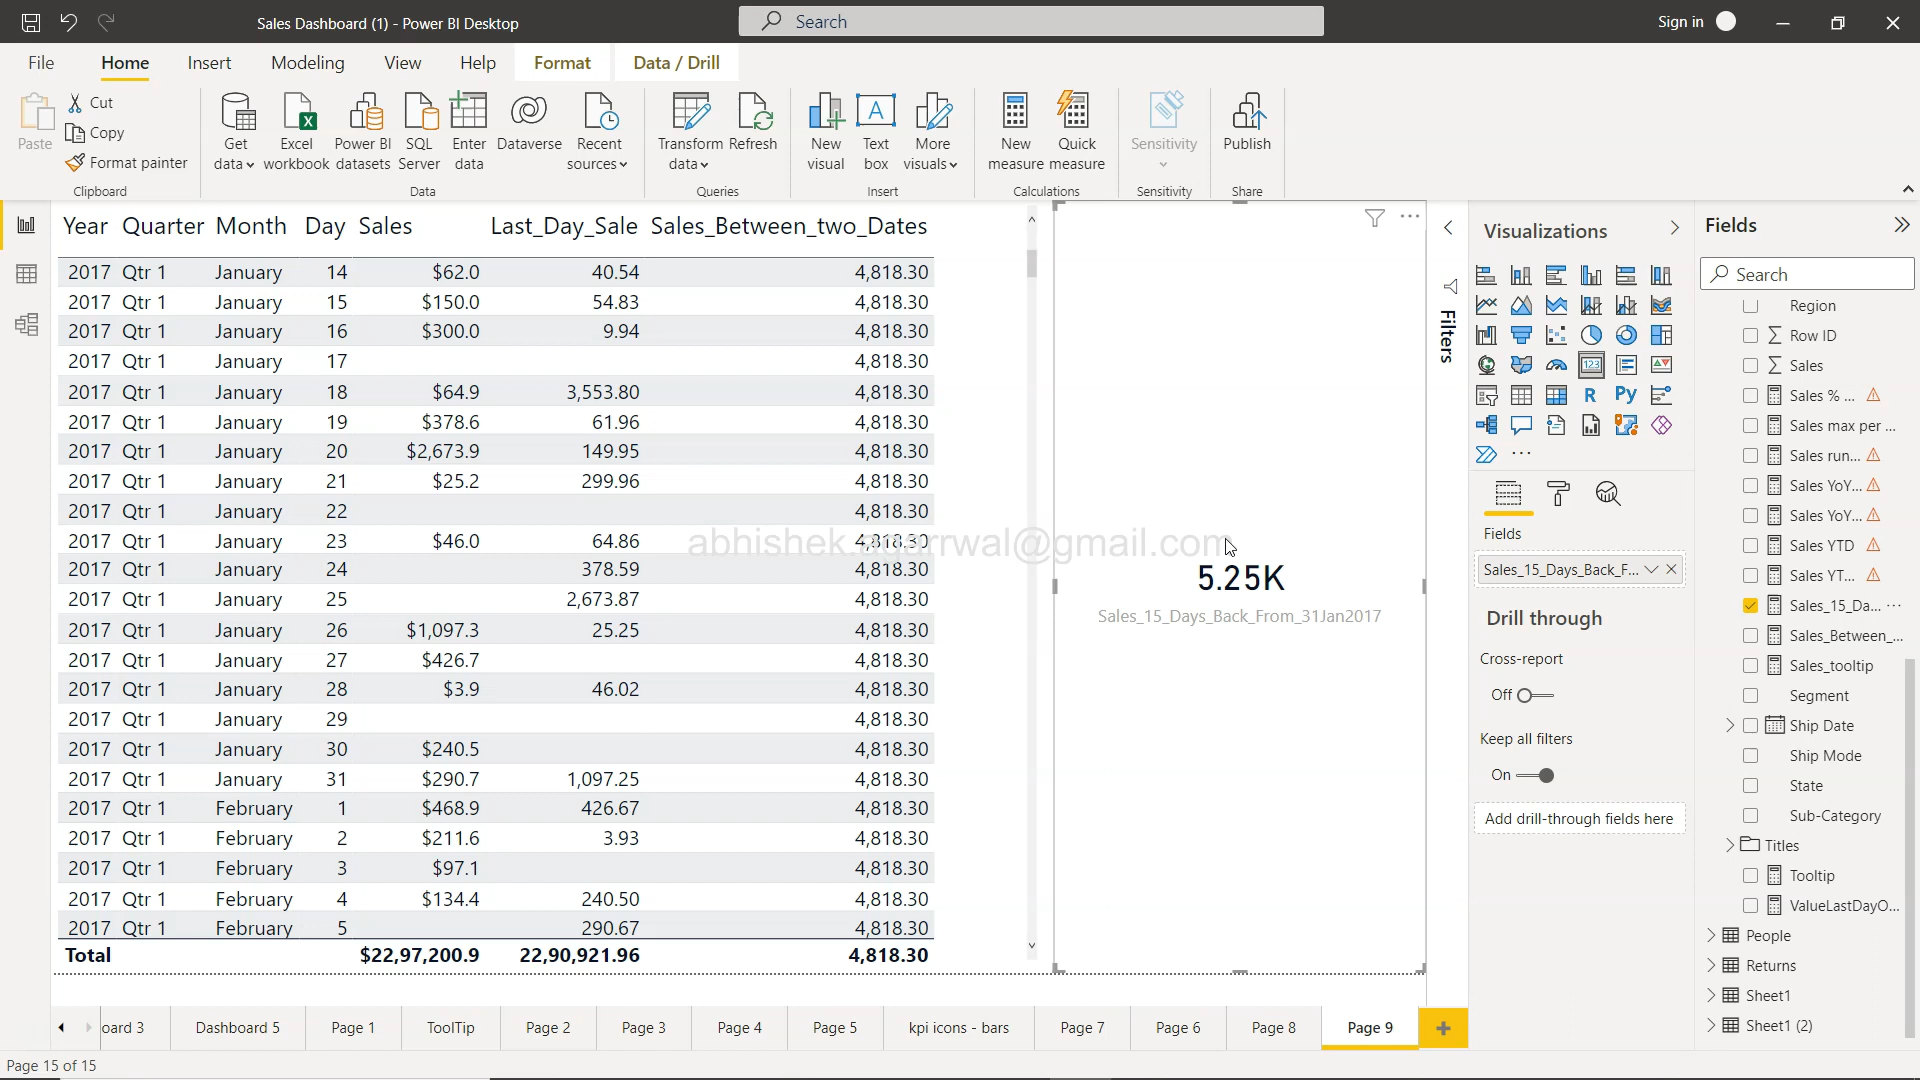 Sales Dashboard (1) - Power BI Desktop
Search
Sign in
File
Home
Insert
Modeling
View
Help
Format
Data / Drill
Paste
Cut
Copy
Format painter
Clipboard
Get data
Excel workbook
Power BI datasets
SQL Server
Enter data
Dataverse
Recent sources
Data
Transform data
Refresh
Queries
New visual
Text box
More visuals
Insert
New measure
Quick measure
Calculations
Sensitivity
Sensitivity
Publish
Share
Year Quarter Month Day Sales Last_Day_Sale Sales_Between_two_Dates
2017 Qtr 1 January 14 $62.0 40.54 4,818.30
2017 Qtr 1 January 15 $150.0 54.83 4,818.30
2017 Qtr 1 January 16 $300.0 9.94 4,818.30
2017 Qtr 1 January 17 4,818.30
2017 Qtr 1 January 18 $64.9 3,553.80 4,818.30
2017 Qtr 1 January 19 $378.6 61.96 4,818.30
2017 Qtr 1 January 20 $2,673.9 149.95 4,818.30
2017 Qtr 1 January 21 $25.2 299.96 4,818.30
2017 Qtr 1 January 22 4,818.30
2017 Qtr 1 January 23 $46.0 64.86 4,818.30
2017 Qtr 1 January 24 378.59 4,818.30
2017 Qtr 1 January 25 2,673.87 4,818.30
2017 Qtr 1 January 26 $1,097.3 25.25 4,818.30
2017 Qtr 1 January 27 $426.7 4,818.30
2017 Qtr 1 January 28 $3.9 46.02 4,818.30
2017 Qtr 1 January 29 4,818.30
2017 Qtr 1 January 30 $240.5 4,818.30
2017 Qtr 1 January 31 $290.7 1,097.25 4,818.30
2017 Qtr 1 February 1 $468.9 426.67 4,818.30
2017 Qtr 1 February 2 $211.6 3.93 4,818.30
2017 Qtr 1 February 3 $97.1 4,818.30
2017 Qtr 1 February 4 $134.4 240.50 4,818.30
2017 Qtr 1 February 5 290.67 4,818.30
Total $22,97,200.9 22,90,921.96 4,818.30
abhishek.agarrwal@gmail.com
5.25K
Sales_15_Days_Back_From_31Jan2017
Filters
Visualizations
123
R
Py
Fields
Sales_15_Days_Back_F...
Drill through
Cross-report
Off
Keep all filters
On
Add drill-through fields here
Fields
Search
Region
Row ID
Sales
Sales % ...
Sales max per ...
Sales run...
Sales YoY...
Sales YoY...
Sales YTD
Sales YT...
Sales_15_Da...
Sales_Between_...
Sales_tooltip
Segment
Ship Date
Ship Mode
State
Sub-Category
Titles
Tooltip
ValueLastDayO...
People
Returns
Sheet1
Sheet1 (2)
oard 3
Dashboard 5
Page 1
ToolTip
Page 2
Page 3
Page 4
Page 5
kpi icons - bars
Page 7
Page 6
Page 8
Page 9
Page 15 of 15